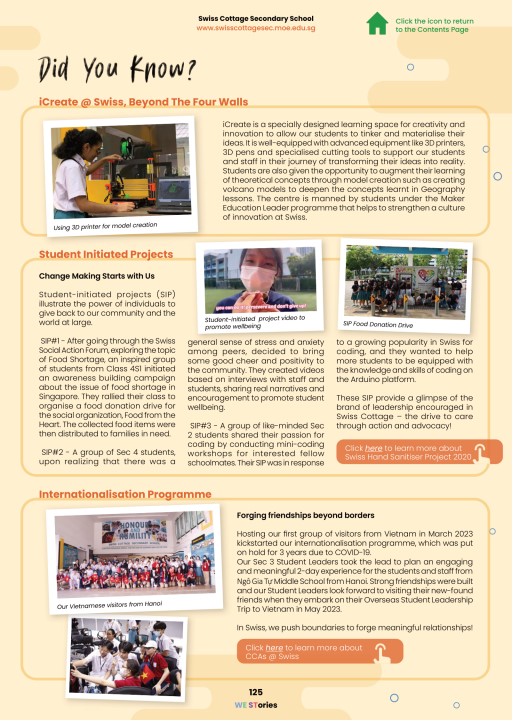 Swiss Cottage Secondary School
www.swisscottagesec.moe.edu.sg
Click the icon to return
to the Contents Page
Did You Know?
iCreate @ Swiss, Beyond The Four Walls
Using 3D printer for model creation
iCreate is a specially designed learning space for creativity and
innovation to allow our students to tinker and materialise their
ideas. It is well-equipped with advanced equipment like 3D printers,
3D pens and specialised cutting tools to support our students
and staff in their journey of transforming their ideas into reality.
Students are also given the opportunity to augment their learning
of theoretical concepts through model creation such as creating
volcano models to deepen the concepts learnt in Geography
lessons. The centre is manned by students under the Maker
Education Leader programme that helps to strengthen a culture
of innovation at Swiss.
Student Initiated Projects
Change Making Starts with Us
Student-initiated projects (SIP)
illustrate the power of individuals to
give back to our community and the
world at large.
SIP#1 - After going through the Swiss
Social Action Forum, exploring the topic
of Food Shortage, an inspired group
of students from Class 4S1 initiated
an awareness building campaign
about the issue of food shortage in
Singapore. They rallied their class to
organise a food donation drive for
the social organization, Food from the
Heart. The collected food items were
then distributed to families in need.
SIP#2 - A group of Sec 4 students,
upon realizing that there was a
Student-initiated project video to
promote wellbeing
general sense of stress and anxiety
among peers, decided to bring
some good cheer and positivity to
the community. They created videos
based on interviews with staff and
students, sharing real narratives and
encouragement to promote student
wellbeing.
SIP#3 - A group of like-minded Sec
2 students shared their passion for
coding by conducting mini-coding
workshops for interested fellow
schoolmates. Their SIP was in response
SIP Food Donation Drive
to a growing popularity in Swiss for
coding, and they wanted to help
more students to be equipped with
the knowledge and skills of coding on
the Arduino platform.
These SIP provide a glimpse of the
brand of leadership encouraged in
Swiss Cottage – the drive to care
through action and advocacy!
Click here to learn more about
Swiss Hand Sanitiser Project 2020
Internationalisation Programme
HONOUR
AND
HUMILITY
Our Vietnamese visitors from Hanoi
Forging friendships beyond borders
Hosting our first group of visitors from Vietnam in March 2023
kickstarted our internationalisation programme, which was put
on hold for 3 years due to COVID-19.
Our Sec 3 Student Leaders took the lead to plan an engaging
and meaningful 2-day experience for the students and staff from
Ngô Gia Tự Middle School from Hanoi. Strong friendships were built
and our Student Leaders look forward to visiting their new-found
friends when they embark on their Overseas Student Leadership
Trip to Vietnam in May 2023.
In Swiss, we push boundaries to forge meaningful relationships!
Click here to learn more about
CCAs @ Swiss
125
WE STories